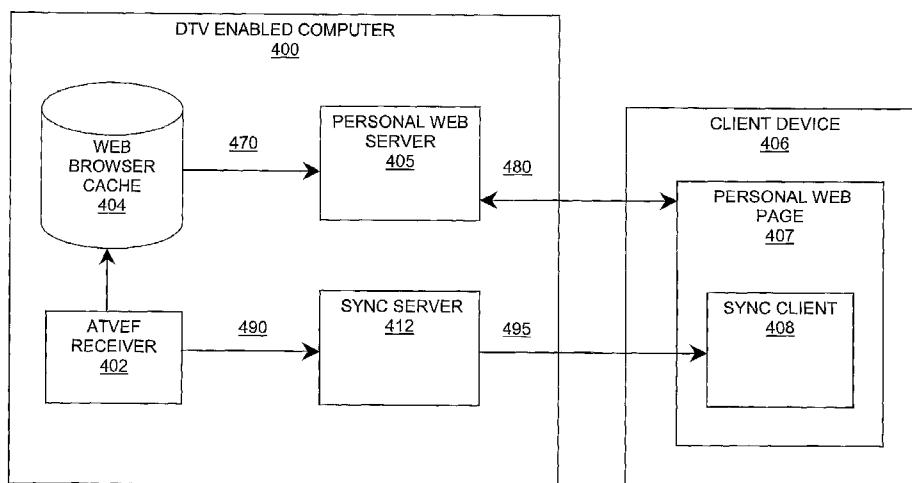 DTV ENABLED COMPUTER
400
WEB
BROWSER
CACHE
404
470
PERSONAL WEB
SERVER
405
480
CLIENT DEVICE
406
PERSONAL WEB
PAGE
407
ATVEF
RECEIVER
402
490
SYNC SERVER
412
495
SYNC CLIENT
408